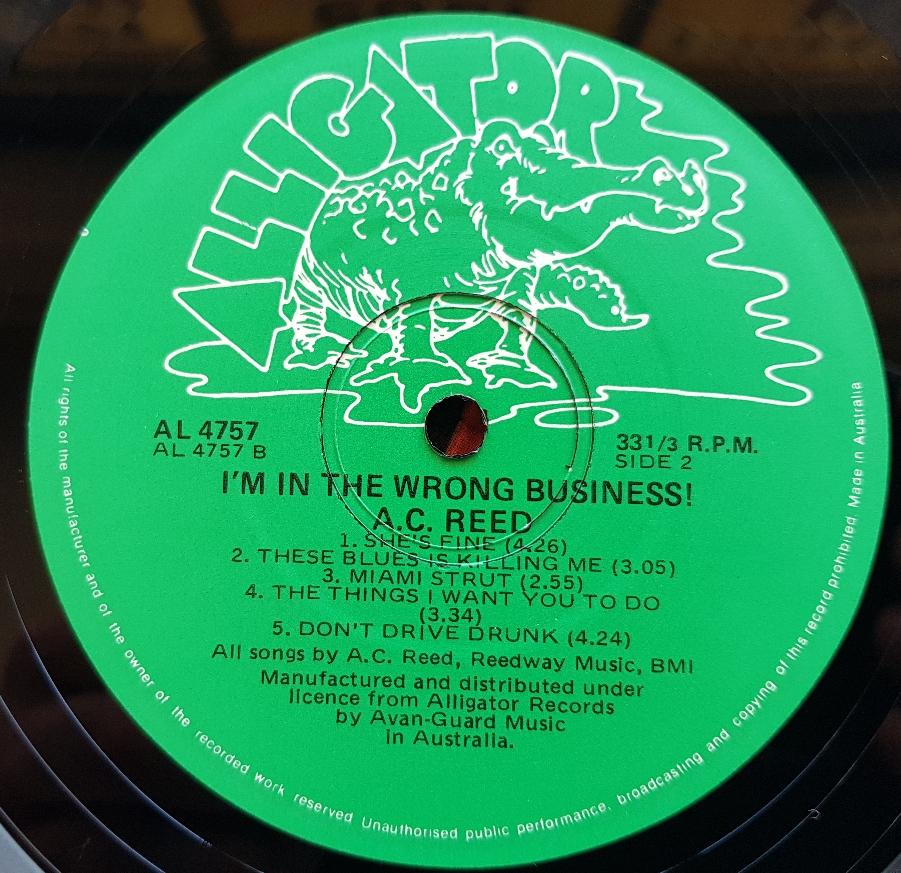 ALLIGATOR
AL 4757
AL 4757 B
33 1/3 R.P.M.
SIDE 2
I'M IN THE WRONG BUSINESS!
A.C. REED
1. SHE'S FINE (4.26)
2. THESE BLUES IS KILLING ME (3.05)
3. MIAMI STRUT (2.55)
4. THE THINGS I WANT YOU TO DO
(3.34)
5. DON'T DRIVE DRUNK (4.24)
All songs by A.C. Reed, Reedway Music, BMI
Manufactured and distributed under
licence from Alligator Records
by Avan-Guard Music
in Australia.
All rights of the manufacturer and of the owner of the recorded work reserved Unauthorised public performance, broadcasting and copying of this record prohibited Made in Australia